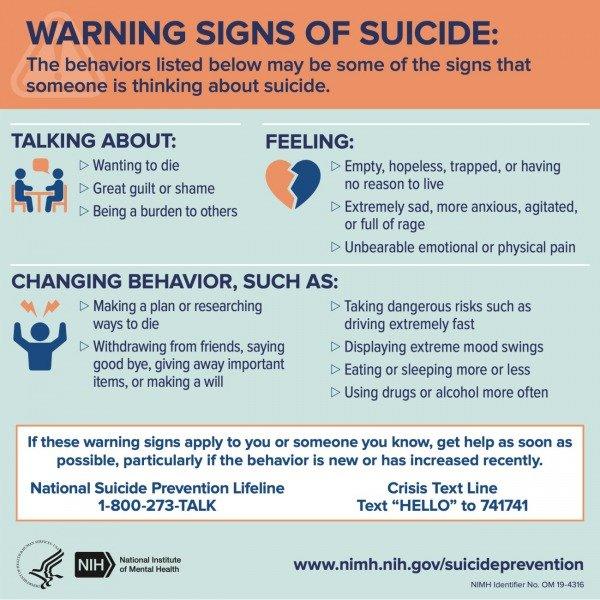 WARNING SIGNS OF SUICIDE:
The behaviors listed below may be some of the signs that
someone is thinking about suicide.
TALKING ABOUT:
Wanting to die
Great guilt or shame
Being a burden to others
FEELING:
Empty, hopeless, trapped, or having
no reason to live
Extremely sad, more anxious, agitated,
or full of rage
Unbearable emotional or physical pain
CHANGING BEHAVIOR, SUCH AS:
Making a plan or researching
ways to die
Withdrawing from friends, saying
good bye, giving away important
items, or making a will
Taking dangerous risks such as
driving extremely fast
Displaying extreme mood swings
Eating or sleeping more or less
Using drugs or alcohol more often
If these warning signs apply to you or someone you know, get help as soon as
possible, particularly if the behavior is new or has increased recently.
National Suicide Prevention Lifeline
1-800-273-TALK
Crisis Text Line
Text “HELLO” to 741741
NIH
National Institute
of Mental Health
www.nimh.nih.gov/suicideprevention
NIMH Identifier No. OM 19-4316